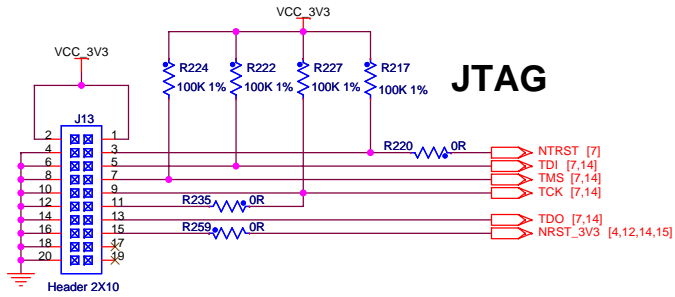 VCC_3V3
VCC_3V3
R224
R222
R227
R217
100K 1%
100K 1%
100K 1%
100K 1%
JTAG
J13
2 1
4 3 R220 0R NTRST [7]
6 5 TDI [7,14]
8 7 TMS [7,14]
10 9 TCK [7,14]
12 11 R235 0R
14 13 TDO [7,14]
16 15 R259 0R NRST_3V3 [4,12,14,15]
18 17
20 19
Header 2X10